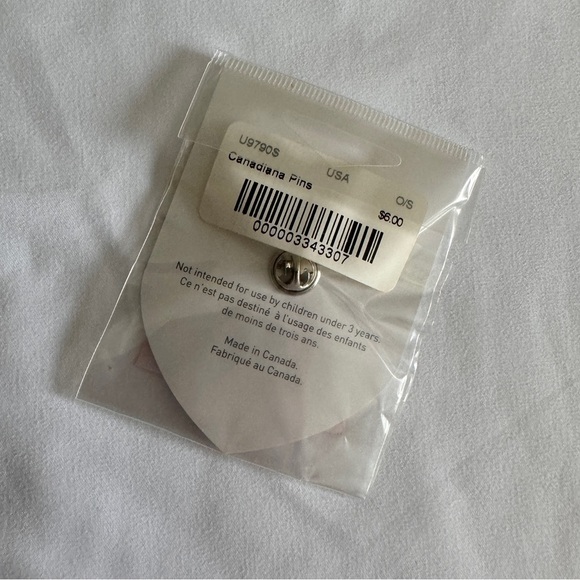 U9790S
Canadiana Pins USA O/S
$6.00
000003343307
Not intended for use by children under 3 years.
Ce n'est pas destiné à l'usage des enfants
de moins de trois ans.
Made in Canada.
Fabriqué au Canada.